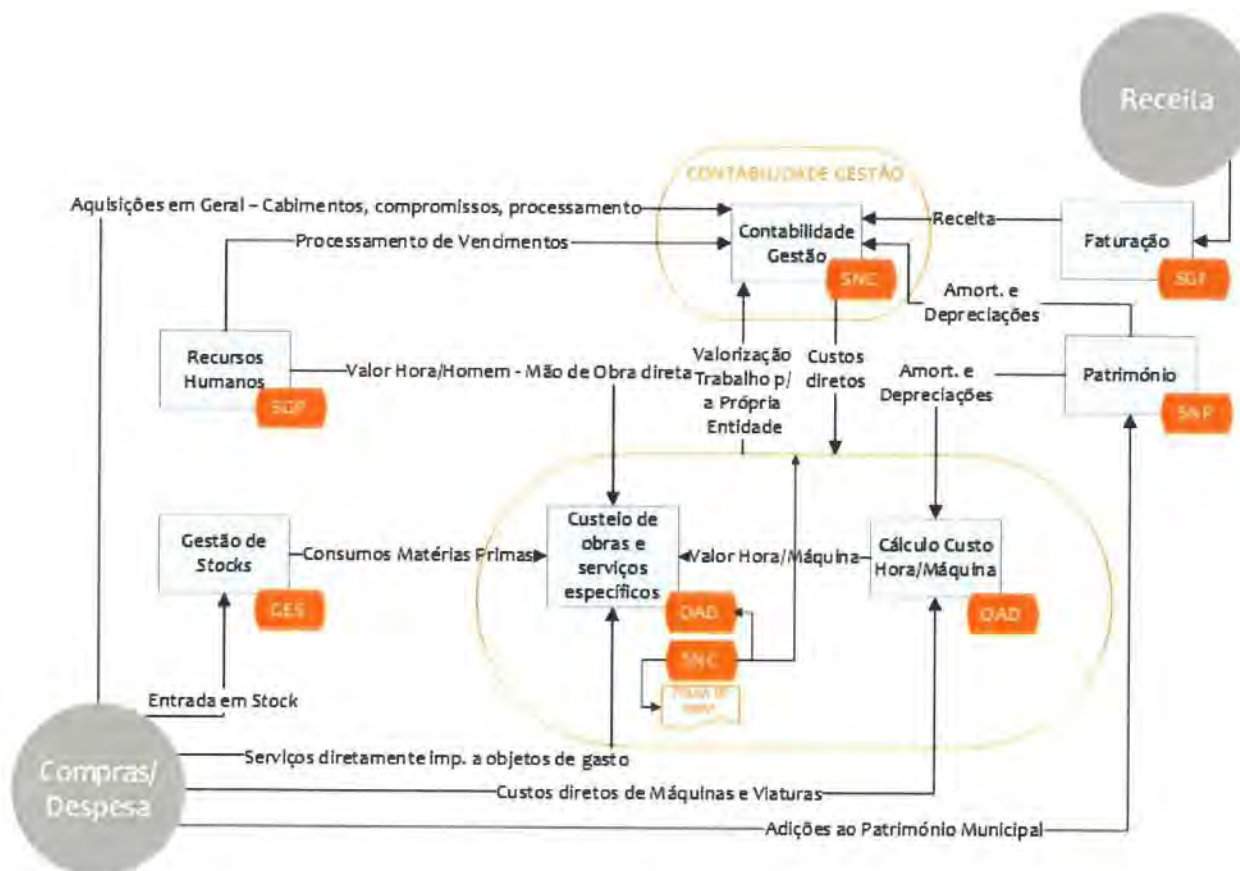 Receita
CONTABILIDADE GESTÃO
Aquisições em Geral – Cabimentos, compromissos, processamento
Contabilidade
Gestão
SNC
Receita
Faturação
Processamento de Vencimentos
Amort. e
Depreciações
Recursos
Humanos
SGP
Valor Hora/Homem - Mão de Obra direta
Valorização
Trabalho p/
a Própria
Entidade
Custos
diretos
Amort. e
Depreciações
Património
SNP
Gestão de
Stocks
GES
Consumos Matérias Primas
Custeio de
obras e
serviços
específicos
OAD
SNC
Valor Hora/Máquina
Cálculo Custo
Hora/Máquina
OAD
Entrada em Stock
Compras/
Despesa
Serviços diretamente imp. a objetos de gasto
Custos diretos de Máquinas e Viaturas
Adições ao Património Municipal